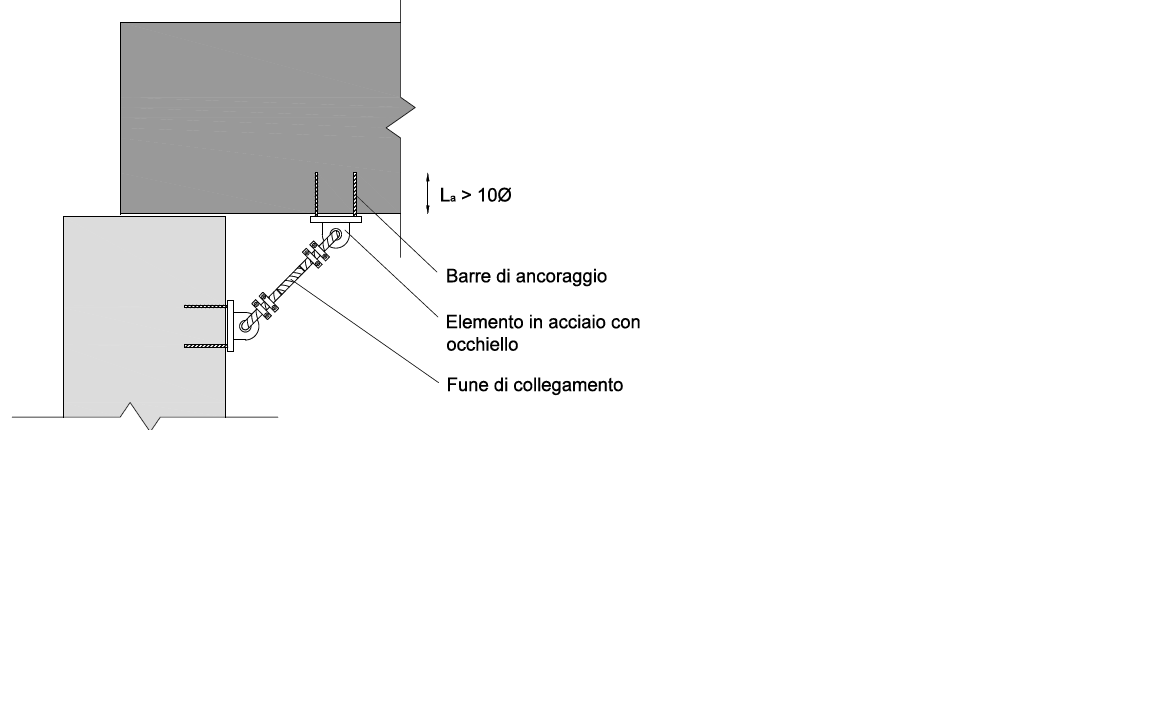 La > 10Ø
Barre di ancoraggio
Elemento in acciaio con
occhiello
Fune di collegamento